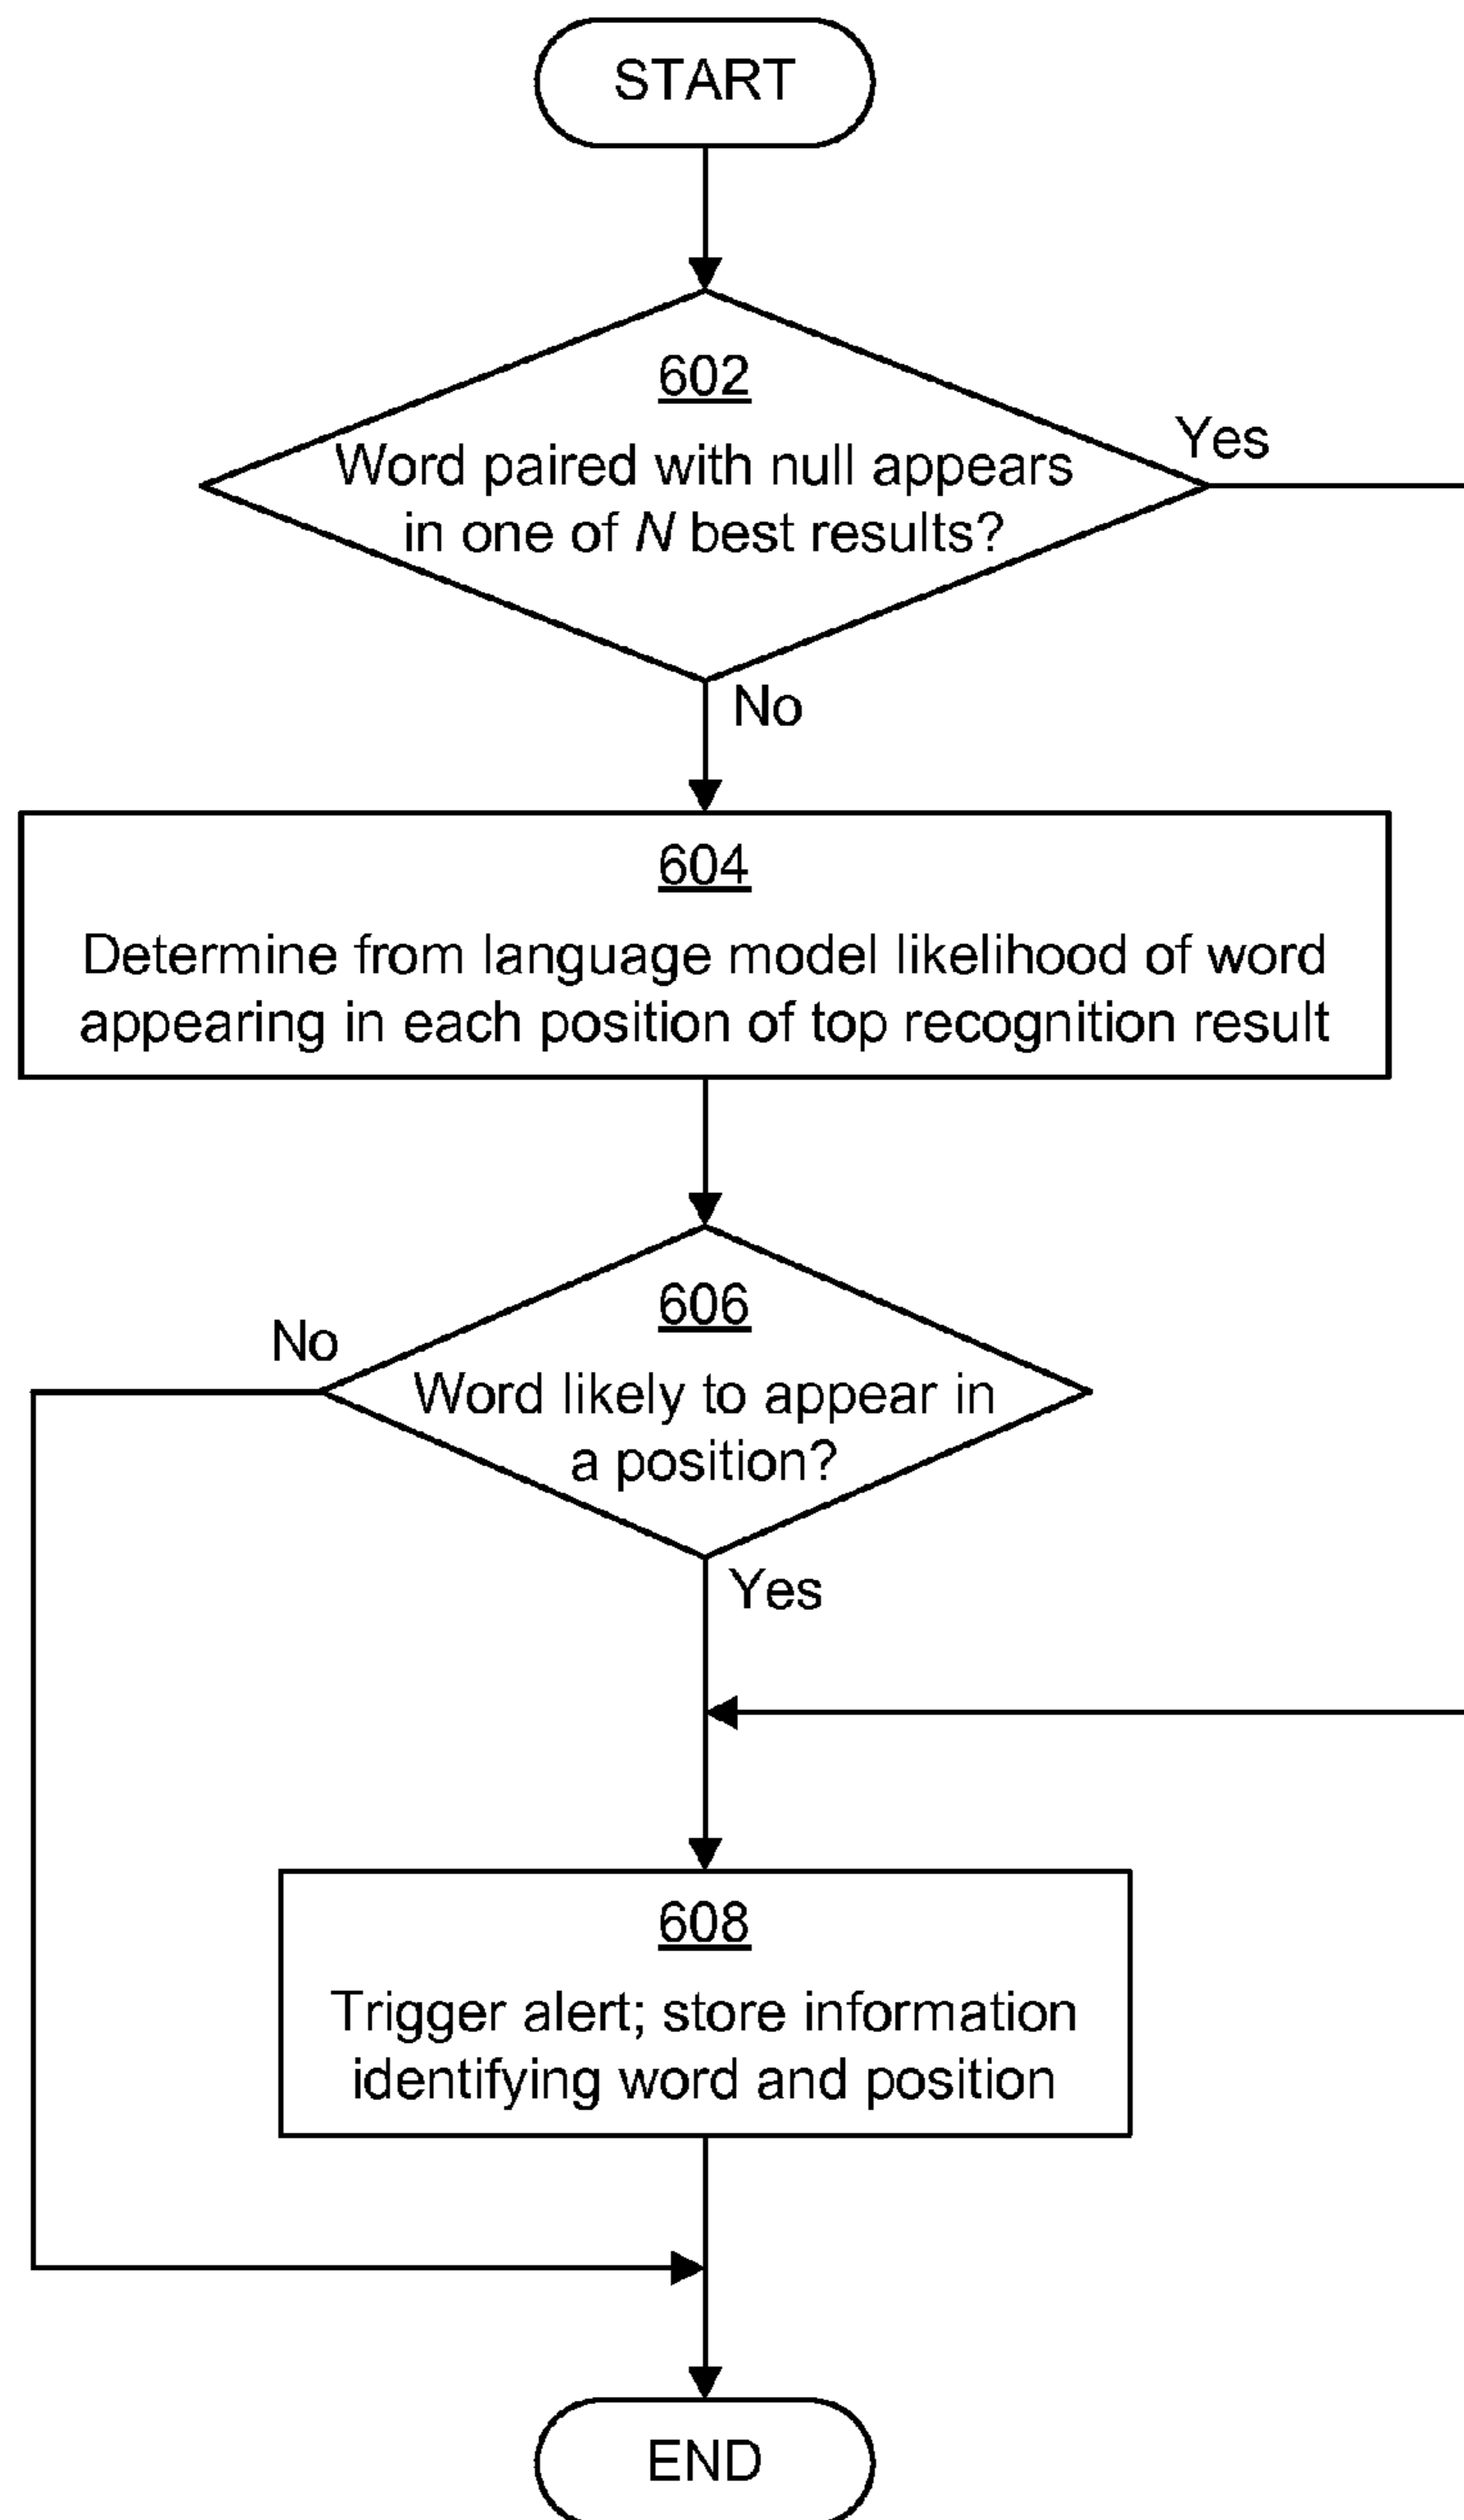 START
602
Word paired with null appears
in one of N best results?
Yes
No
604
Determine from language model likelihood of word
appearing in each position of top recognition result
606
No
Word likely to appear in
a position?
Yes
608
Trigger alert; store information
identifying word and position
END